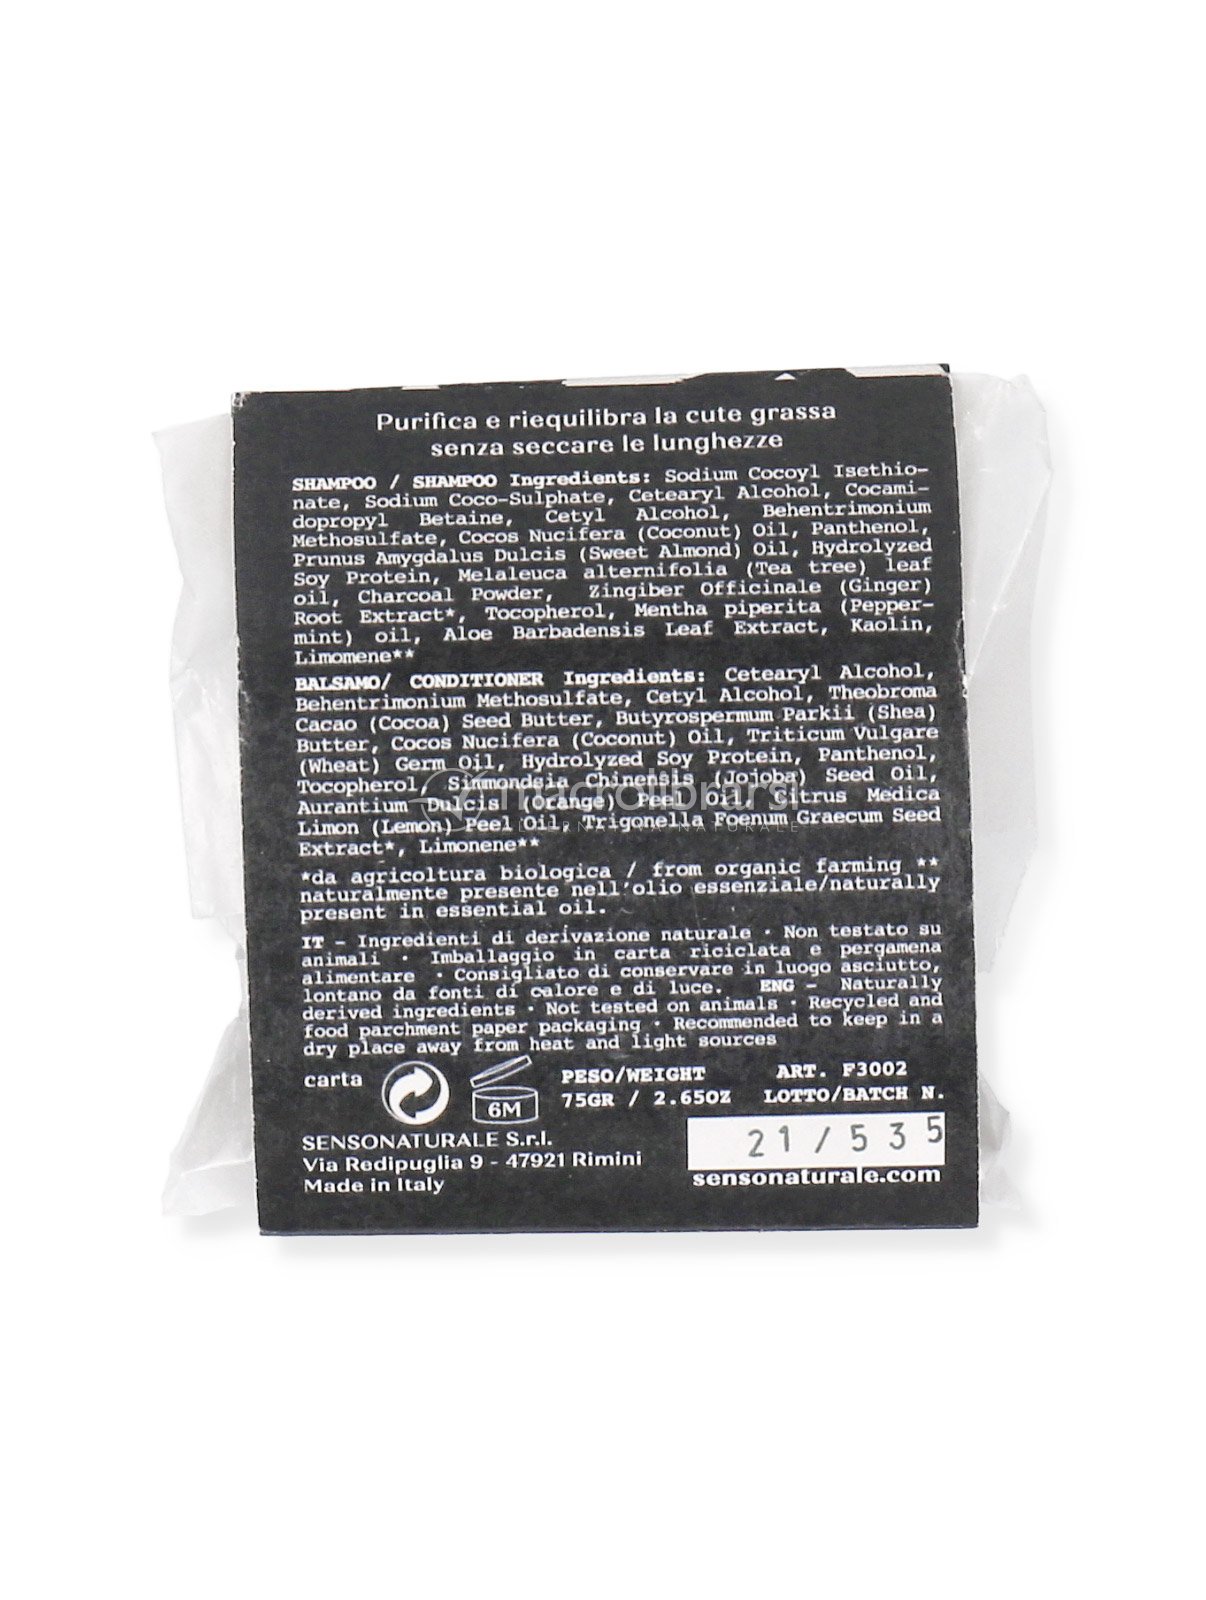 Purifica e riequilibra la cute grassa
senza seccare le lunghezze
SHAMPOO / SHAMPOO Ingredients: Sodium Cocoyl Isethio-
nate, Sodium Coco-Sulphate, Cetearyl Alcohol, Cocami-
dopropyl Betaine, Cetyl Alcohol, Behentrimonium
Methosulfate, Cocos Nucifera (Coconut) Oil, Panthenol,
Prunus Amygdalus Dulcis (Sweet Almond) Oil, Hydrolyzed
Soy Protein, Melaleuca alternifolia (Tea tree) leaf
oil, Charcoal Powder, Zingiber Officinale (Ginger)
Root Extract*, Tocopherol, Mentha piperita (Pepper-
mint) oil, Aloe Barbadensis Leaf Extract, Kaolin,
Limomene**
BALSAMO/ CONDITIONER Ingredients: Cetearyl Alcohol,
Behentrimonium Methosulfate, Cetyl Alcohol, Theobroma
Cacao (Cocoa) Seed Butter, Butyrospermum Parkii (Shea)
Butter, Cocos Nucifera (Coconut) Oil, Triticum Vulgare
(Wheat) Germ Oil, Hydrolyzed Soy Protein, Panthenol,
Tocopherol, Simmondsia Chinensis (Jojoba) Seed Oil,
Aurantium Dulcis (orange) Peel Oil, Citrus Medica
Limon (Lemon) Peel Oil, Trigonella Foenum Graecum Seed
Extract*, Limonene**
macrolibrarsi
*da agricoltura biologica / from organic farming **
naturalmente presente nell'olio essenziale/naturally
present in essential oil.
IT - Ingredienti di derivazione naturale · Non testato su
animali · Imballaggio in carta riciclata e pergamena
alimentare · Consigliato di conservare in luogo asciutto,
lontano da fonti di calore e di luce. ENG - Naturally
derived ingredients · Not tested on animals · Recycled and
food parchment paper packaging · Recommended to keep in a
dry place away from heat and light sources
carta
6M
PESO/WEIGHT ART. F3002
75GR / 2.65OZ LOTTO/BATCH N.
21/535
SENSONATURALE S.r.l.
Via Redipuglia 9 - 47921 Rimini
Made in Italy
sensonaturale.com